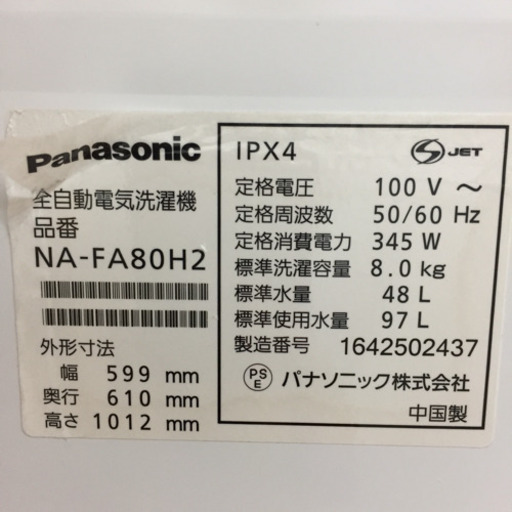 Panasonic
全自動電気洗濯機
品番
NA-FA80H2
外形寸法
幅 599 mm
奥行 610 mm
高さ 1012 mm
IPX4
S JET
定格電圧 100 V ～
定格周波数 50/60 Hz
定格消費電力 345 W
標準洗濯容量 8.0 kg
標準水量 48 L
標準使用水量 97 L
製造番号 1642502437
PSE パナソニック株式会社
中国製